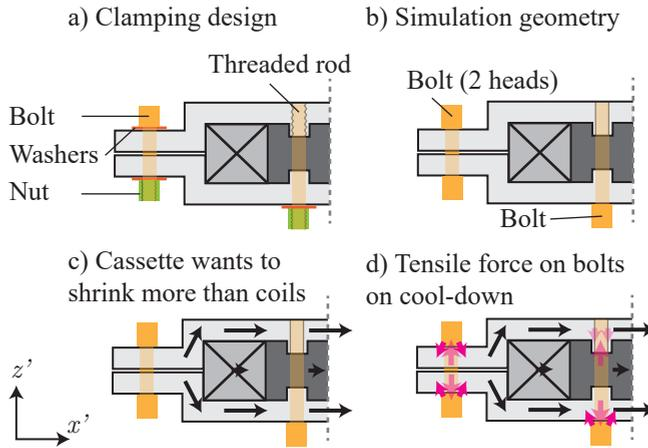 a) Clamping design
b) Simulation geometry
Threaded rod
Bolt
Washers
Nut
Bolt (2 heads)
Bolt
c) Cassette wants to
shrink more than coils
d) Tensile force on bolts
on cool-down
z'
x'